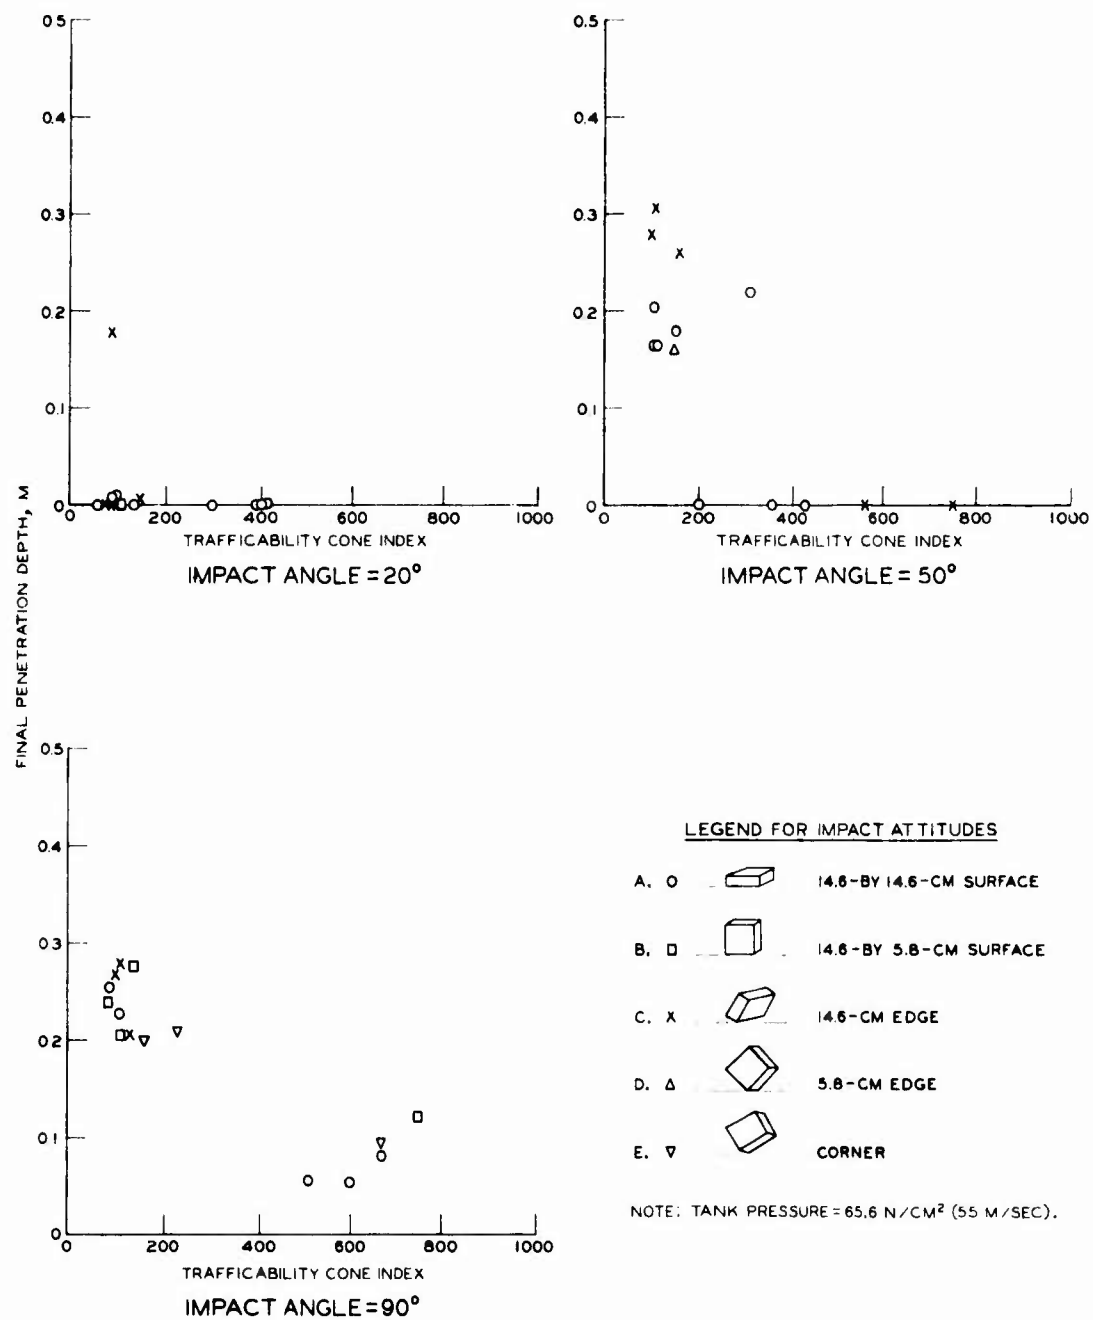 FINAL PENETRATION DEPTH, M
0.5
0.4
0.3
0.2
0.1
0
0 200 400 600 800 1000
TRAFFICABILITY CONE INDEX
IMPACT ANGLE = 20°
0.5
0.4
0.3
0.2
0.1
0
0 200 400 600 800 1000
TRAFFICABILITY CONE INDEX
IMPACT ANGLE = 50°
0.5
0.4
0.3
0.2
0.1
0
0 200 400 600 800 1000
TRAFFICABILITY CONE INDEX
IMPACT ANGLE = 90°
LEGEND FOR IMPACT ATTITUDES
A. O 14.6-BY 14.6-CM SURFACE
B. □ 14.6-BY 5.8-CM SURFACE
C. X 14.6-CM EDGE
D. △ 5.8-CM EDGE
E. ▽ CORNER
NOTE: TANK PRESSURE = 65.6 N/CM² (55 M/SEC).